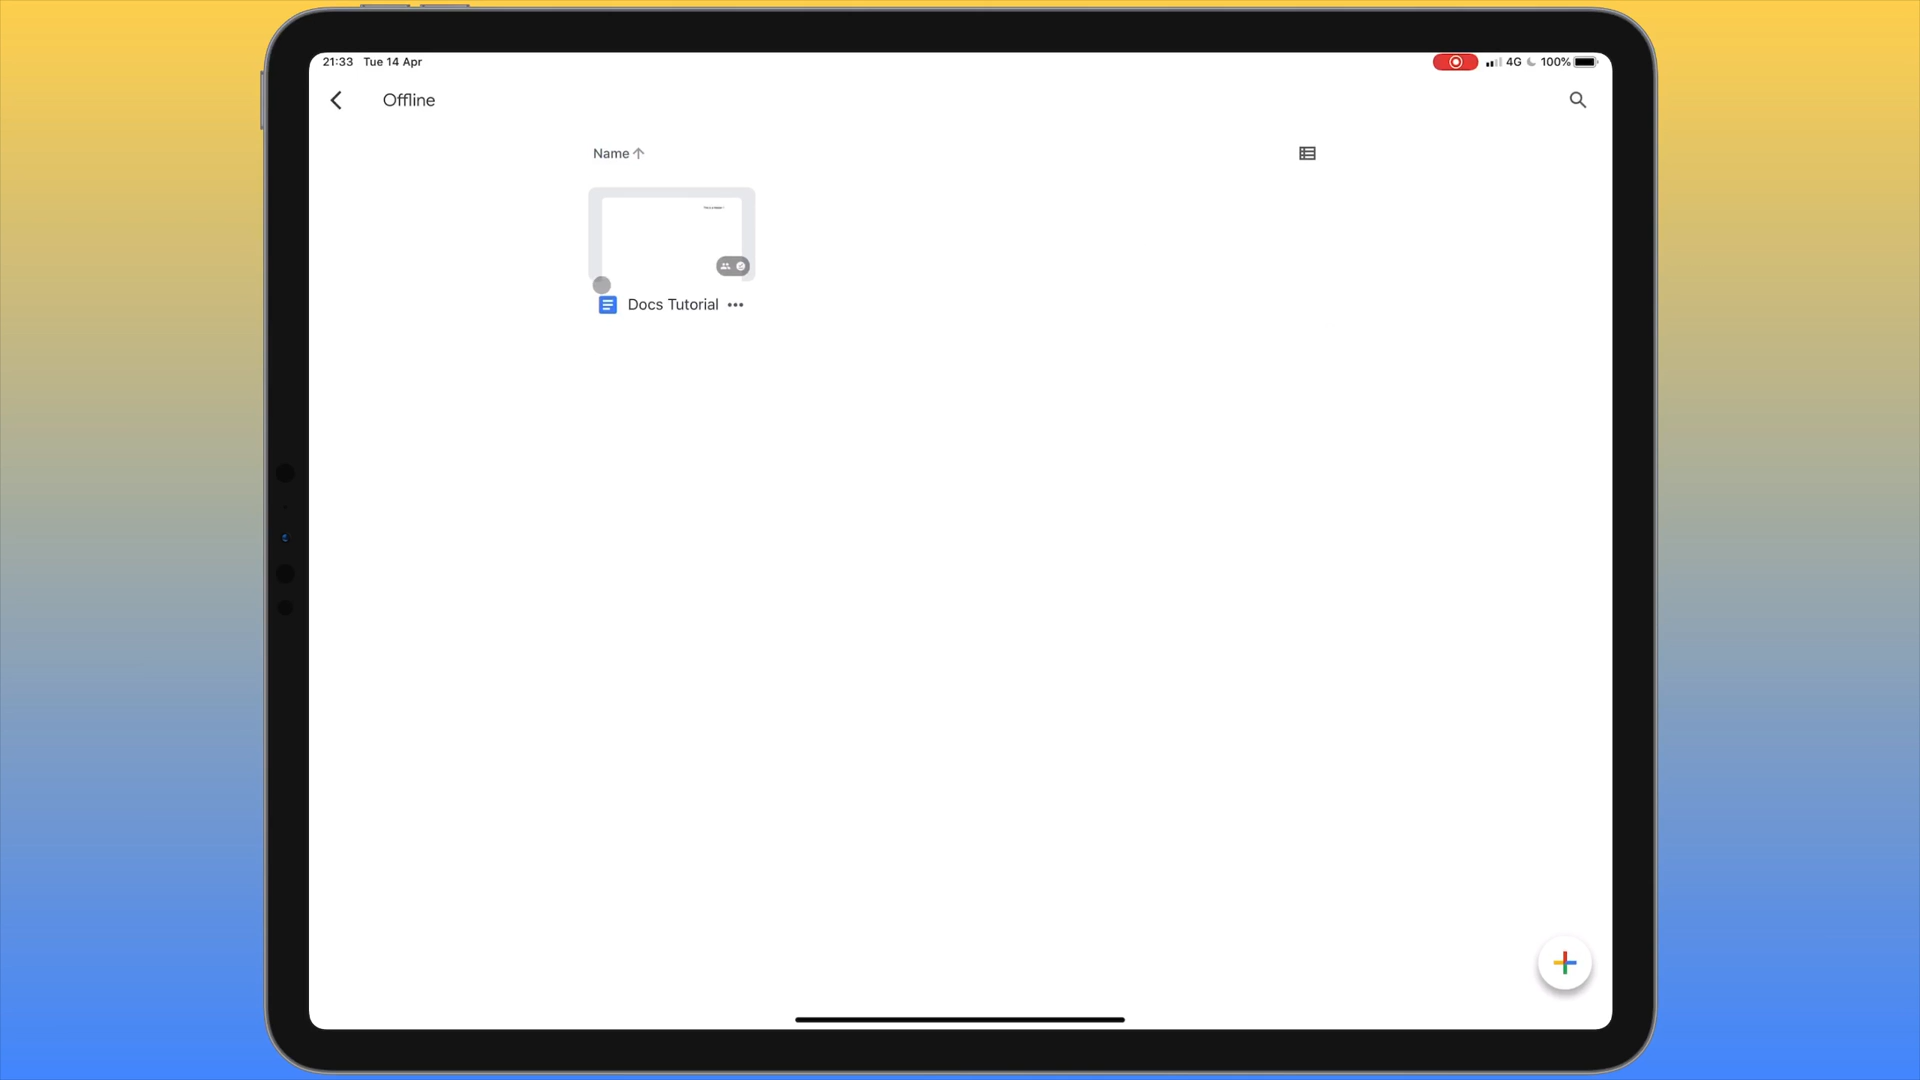 21:33 Tue 14 Apr
4G 100%
Offline
Name
Docs Tutorial